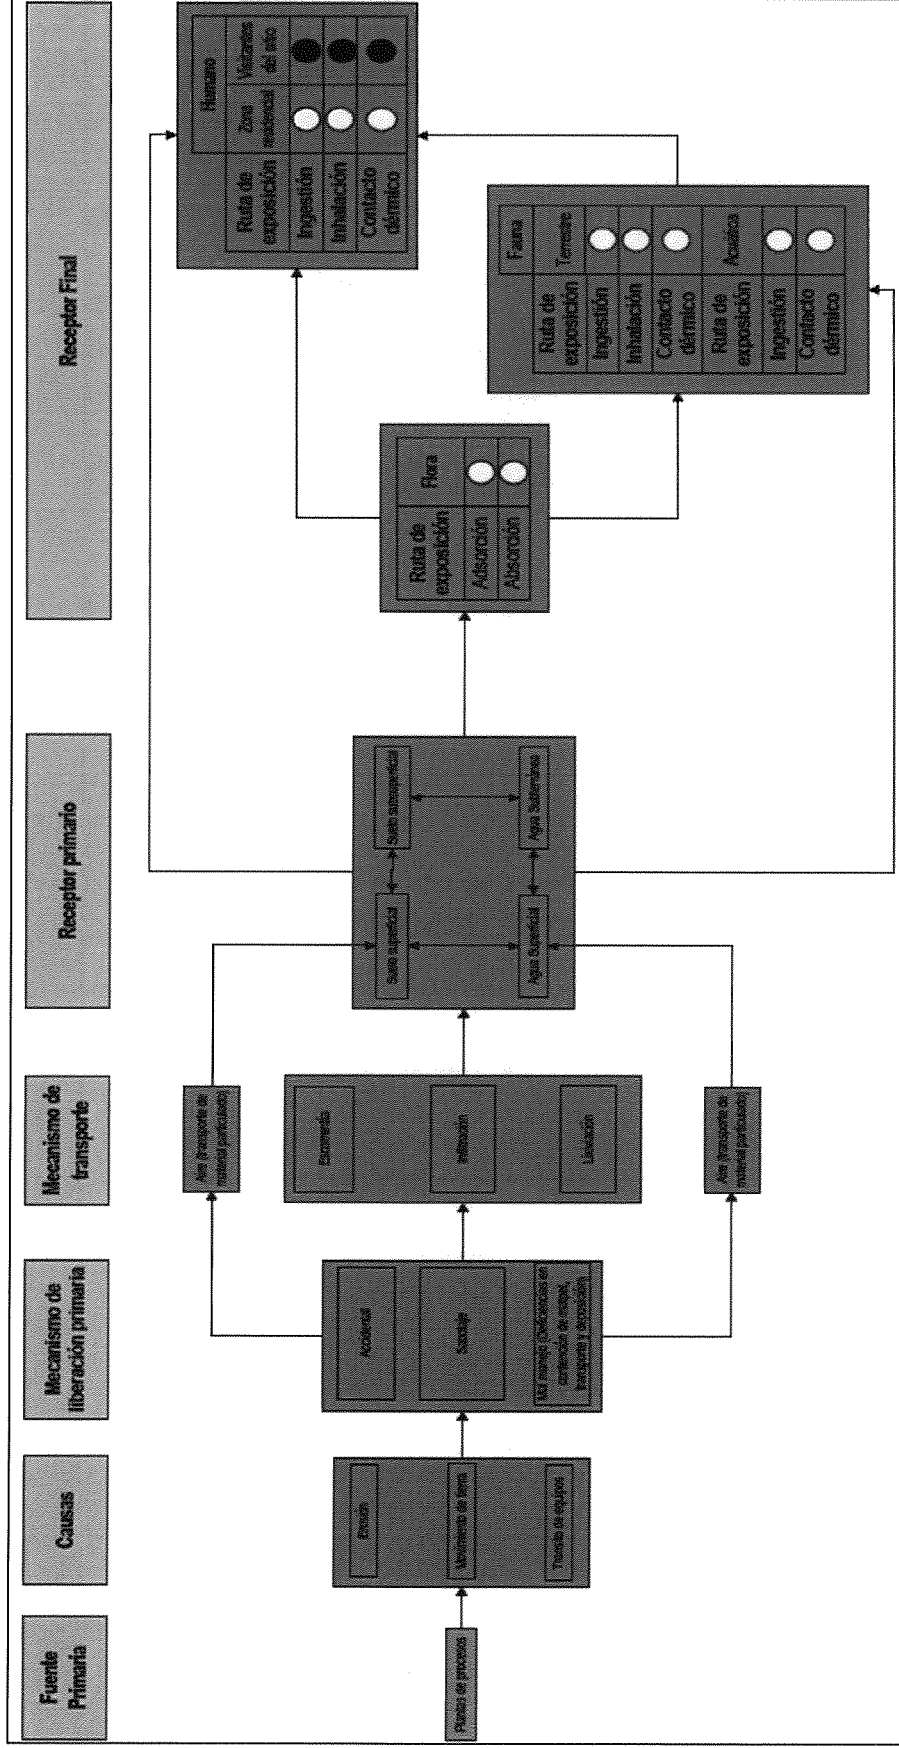 Fuente
Primaria
Causas
Mecanismo de
liberación primaria
Mecanismo de
transporte
Receptor primario
Receptor Final
Plantas de procesos
Erosión
Movimiento de tierra
Transito de equipos
Accidental
Sabotaje
Mal manejo (Deficiencias en
contención de estopel,
transporte y deposición)
Aire (transporte de
material particulado)
Escorrentía
Infiltración
Lixiviación
Aire (transporte de
material particulado)
Suelo superficial
Suelo subsuperficial
Agua Superficial
Agua Subterránea
Ruta de
exposición
Flora
Adsorción
Absorción
Humano
Ruta de
exposición
Zona
residencial
Visitantes
del sitio
Ingestión
Inhalación
Contacto
dérmico
Fauna
Ruta de
exposición
Terrestre
Ingestión
Inhalación
Contacto
dérmico
Ruta de
exposición
Acuática
Ingestión
Contacto
dérmico